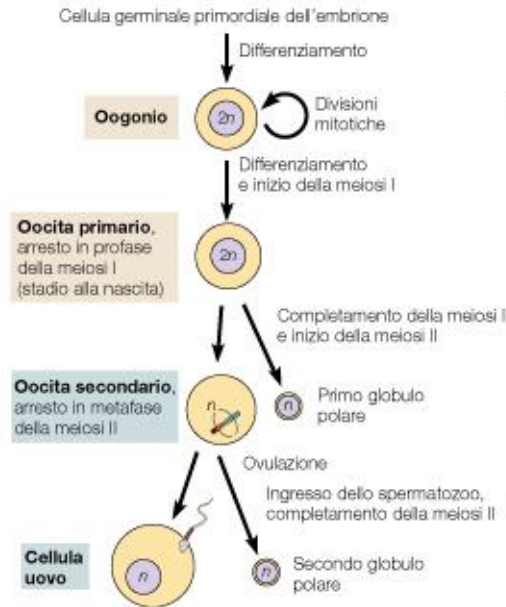 Cellula germinale primordiale dell'embrione
Differenziamento
Oogonio
2n
Divisioni
mitotiche
Differenziamento
e inizio della meiosi I
Oocita primario,
arresto in profase
della meiosi I
(stadio alla nascita)
2n
Completamento della meiosi I
e inizio della meiosi II
Oocita secondario,
arresto in metafase
della meiosi II
n
n
Primo globulo
polare
Ovulazione
Ingresso dello spermatozoo,
completamento della meiosi II
Cellula
uovo
n
n
Secondo globulo
polare